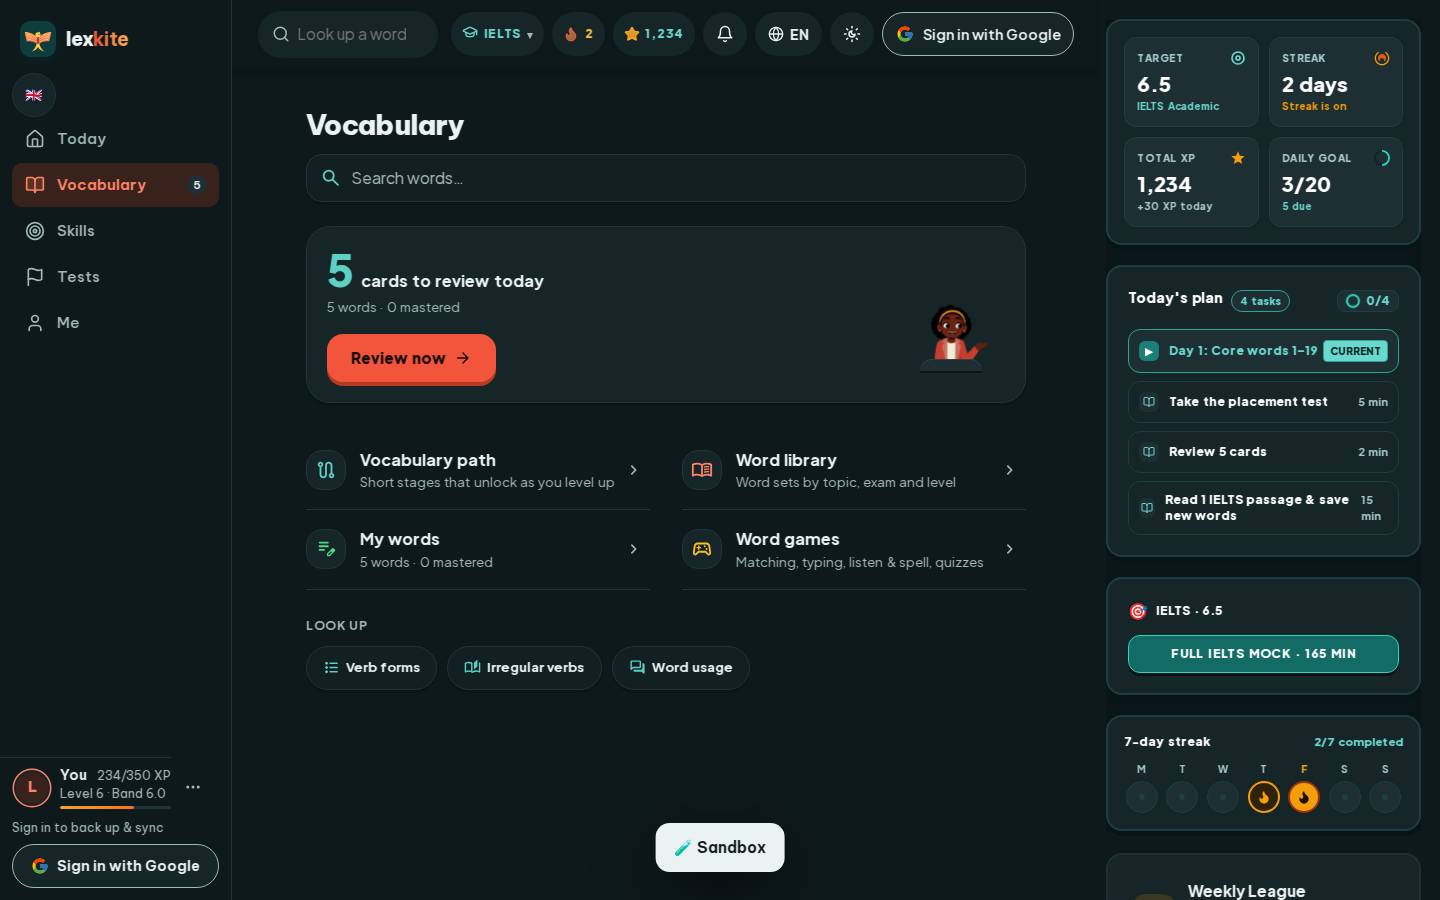 lexkite
Today
Vocabulary 5
Skills
Tests
Me
L
You 234/350 XP
Level 6 · Band 6.0
Sign in to back up & sync
Sign in with Google
Look up a word
IELTS ▾
2
1,234
EN
Sign in with Google
Vocabulary
Search words...
5 cards to review today
5 words · 0 mastered
Review now →
Vocabulary path
Short stages that unlock as you level up
Word library
Word sets by topic, exam and level
My words
5 words · 0 mastered
Word games
Matching, typing, listen & spell, quizzes
LOOK UP
Verb forms
Irregular verbs
Word usage
Sandbox
TARGET
6.5
IELTS Academic
STREAK
2 days
Streak is on
TOTAL XP
1,234
+30 XP today
DAILY GOAL
3/20
5 due
Today's plan 4 tasks 0/4
Day 1: Core words 1–19 CURRENT
Take the placement test 5 min
Review 5 cards 2 min
Read 1 IELTS passage & save new words 15 min
IELTS · 6.5
FULL IELTS MOCK · 165 MIN
7-day streak 2/7 completed
M T W T F S S
Weekly League